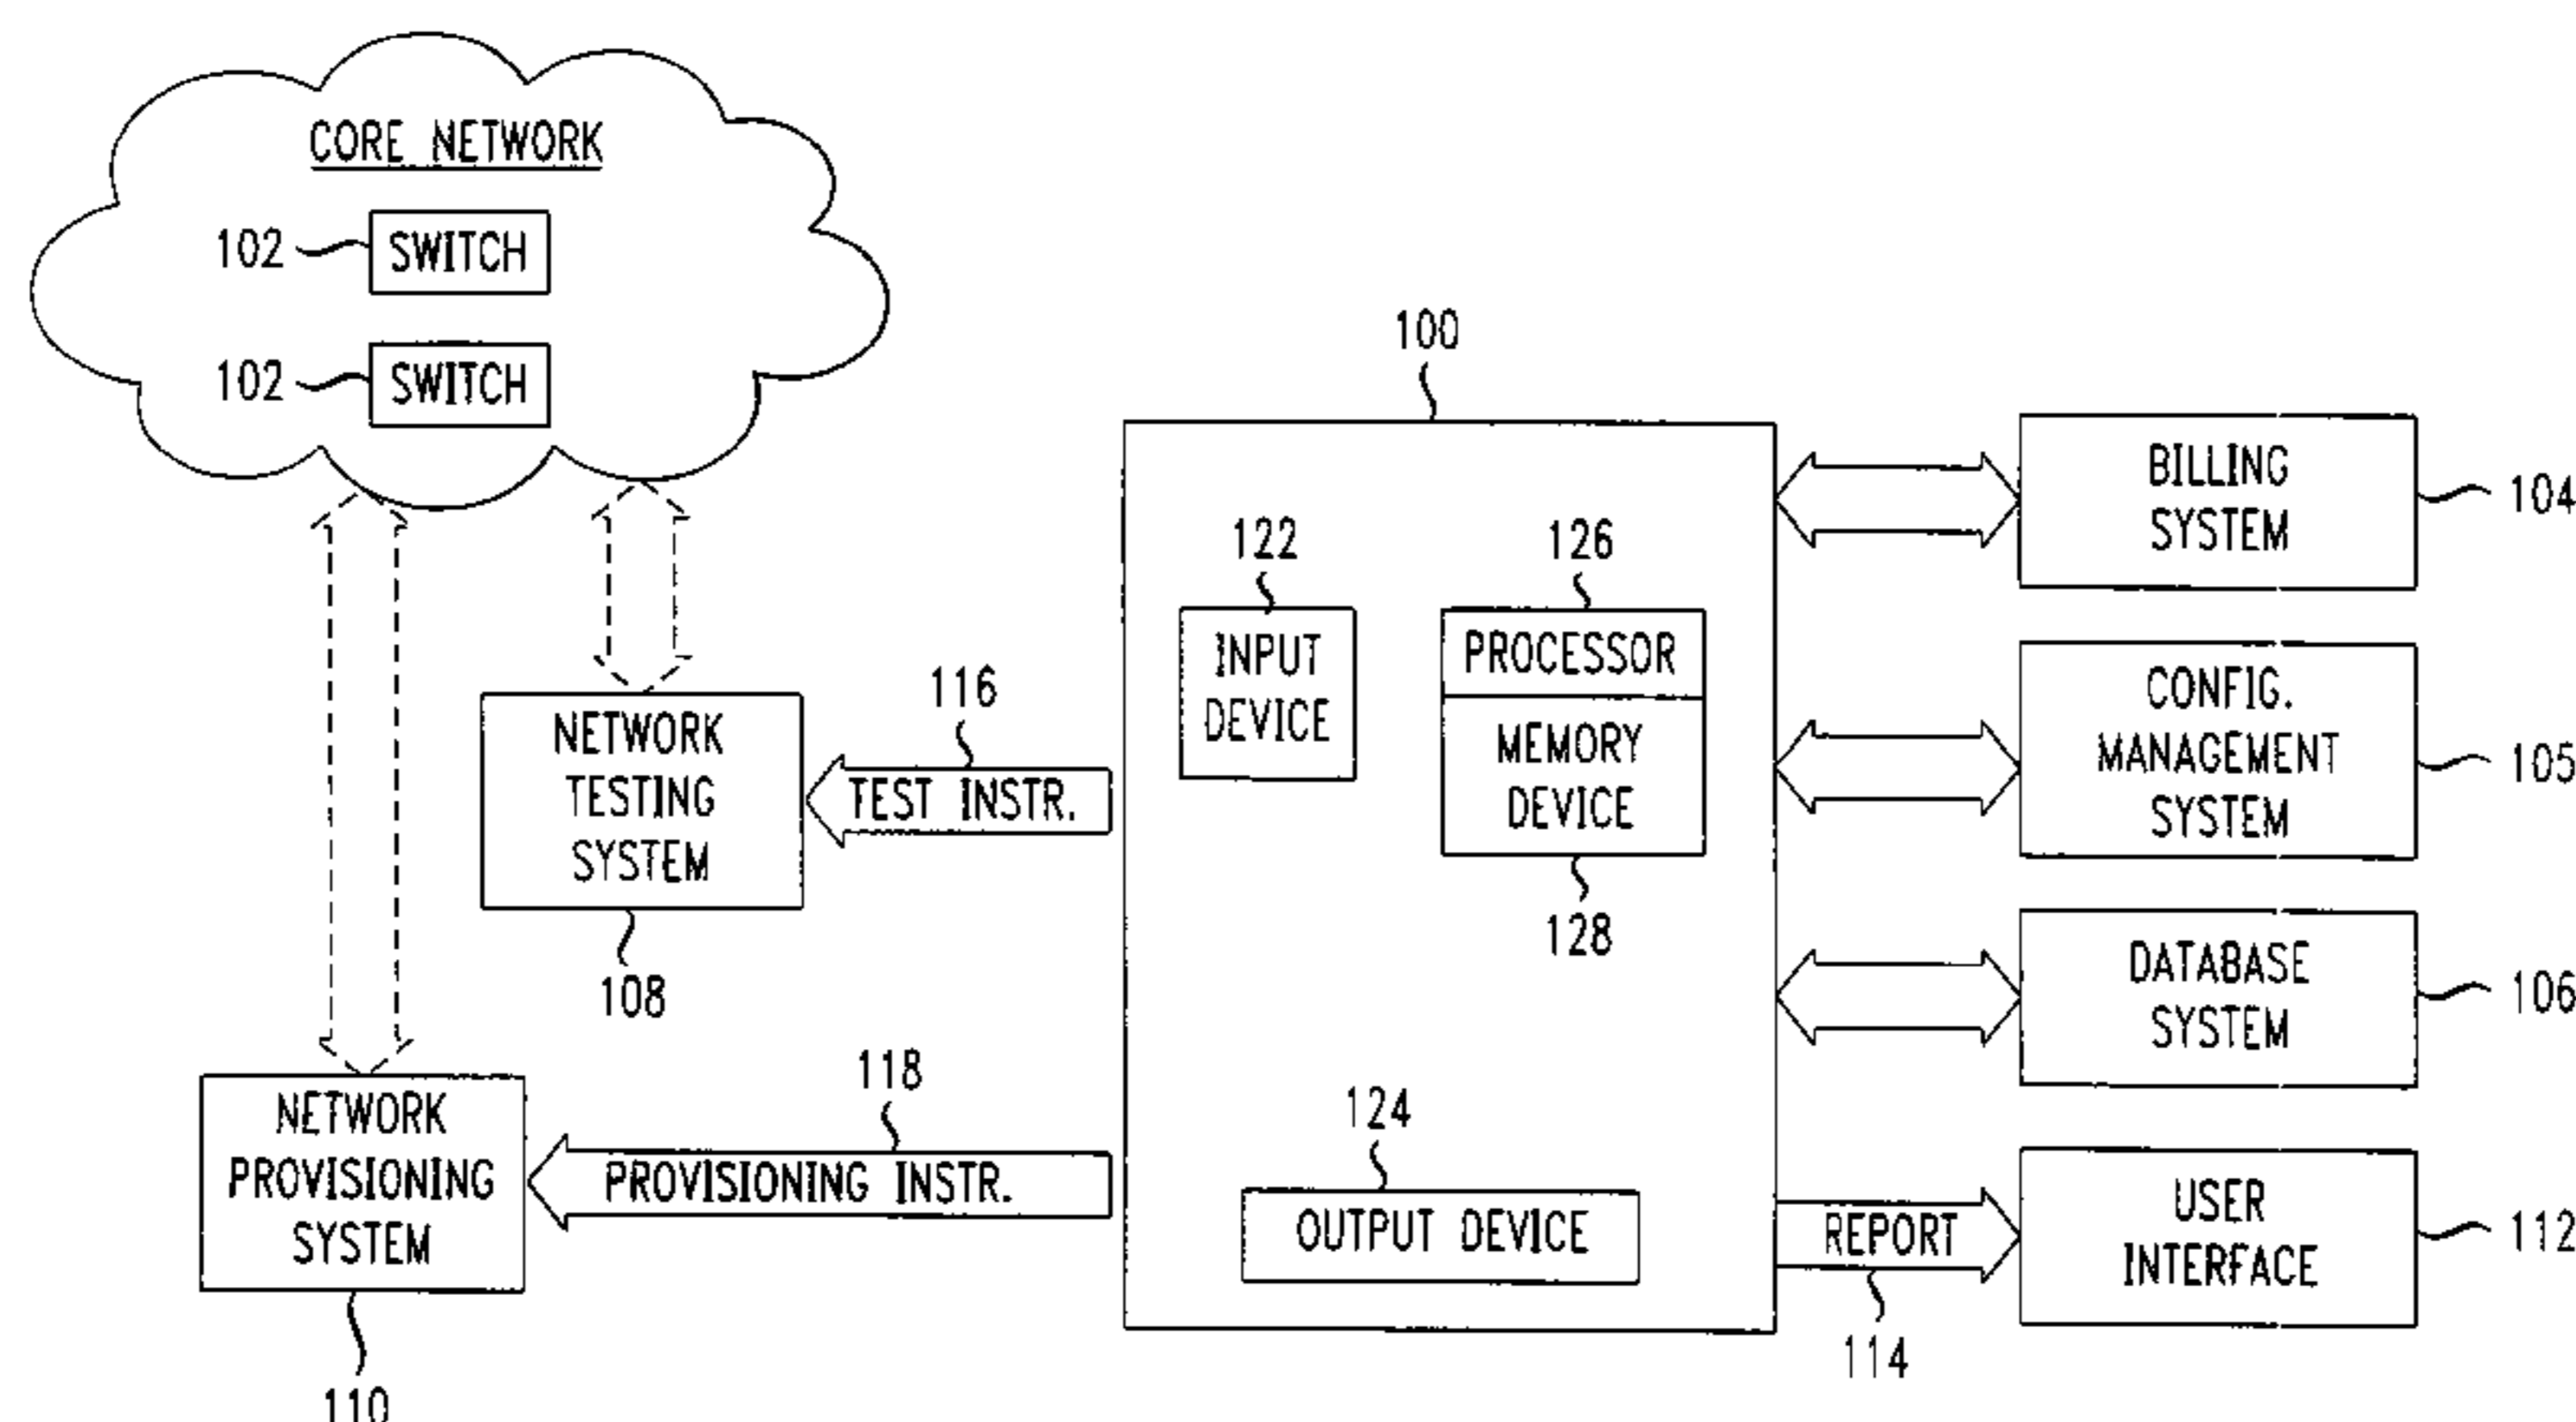 CORE NETWORK
102
SWITCH
102
SWITCH
100
BILLING
SYSTEM
104
122
126
INPUT
DEVICE
PROCESSOR
MEMORY
DEVICE
128
CONFIG.
MANAGEMENT
SYSTEM
105
116
NETWORK
TESTING
SYSTEM
TEST INSTR.
108
DATABASE
SYSTEM
106
118
124
NETWORK
PROVISIONING
SYSTEM
PROVISIONING INSTR.
OUTPUT DEVICE
REPORT
USER
INTERFACE
112
114
110